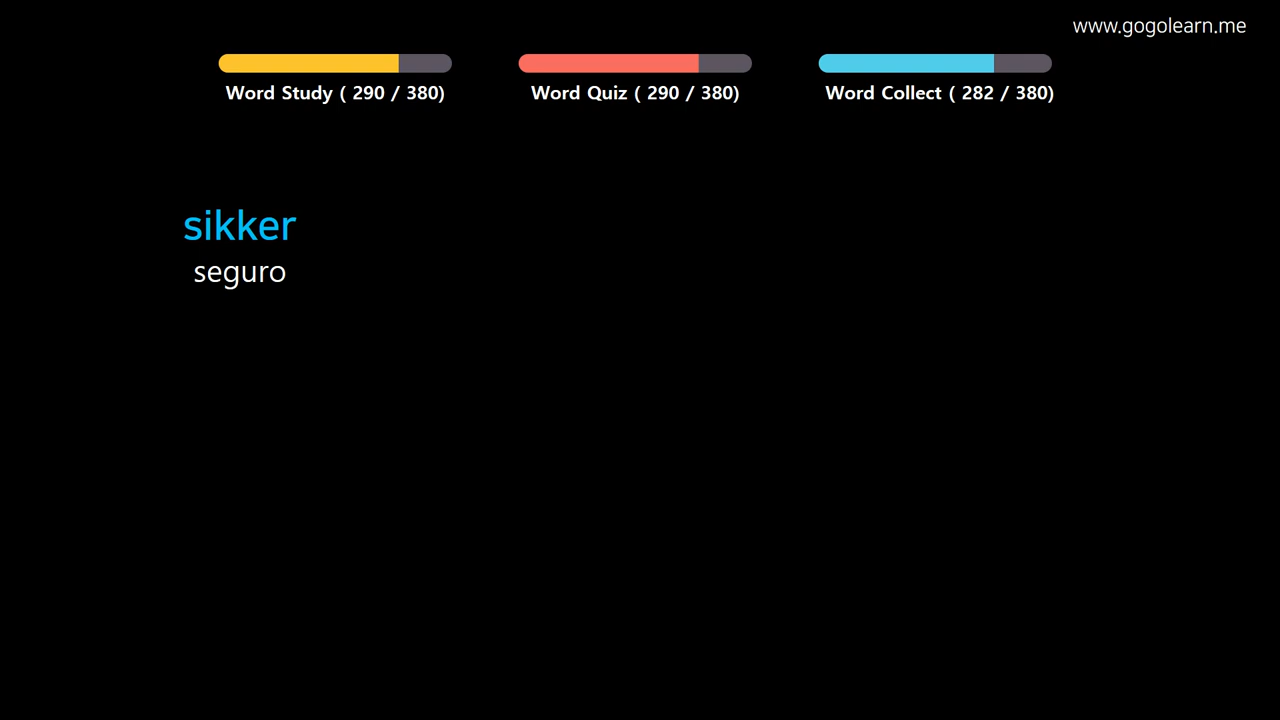 www.gogolearn.me
Word Study ( 290 / 380)
Word Quiz ( 290 / 380)
Word Collect ( 282 / 380)
sikker
seguro